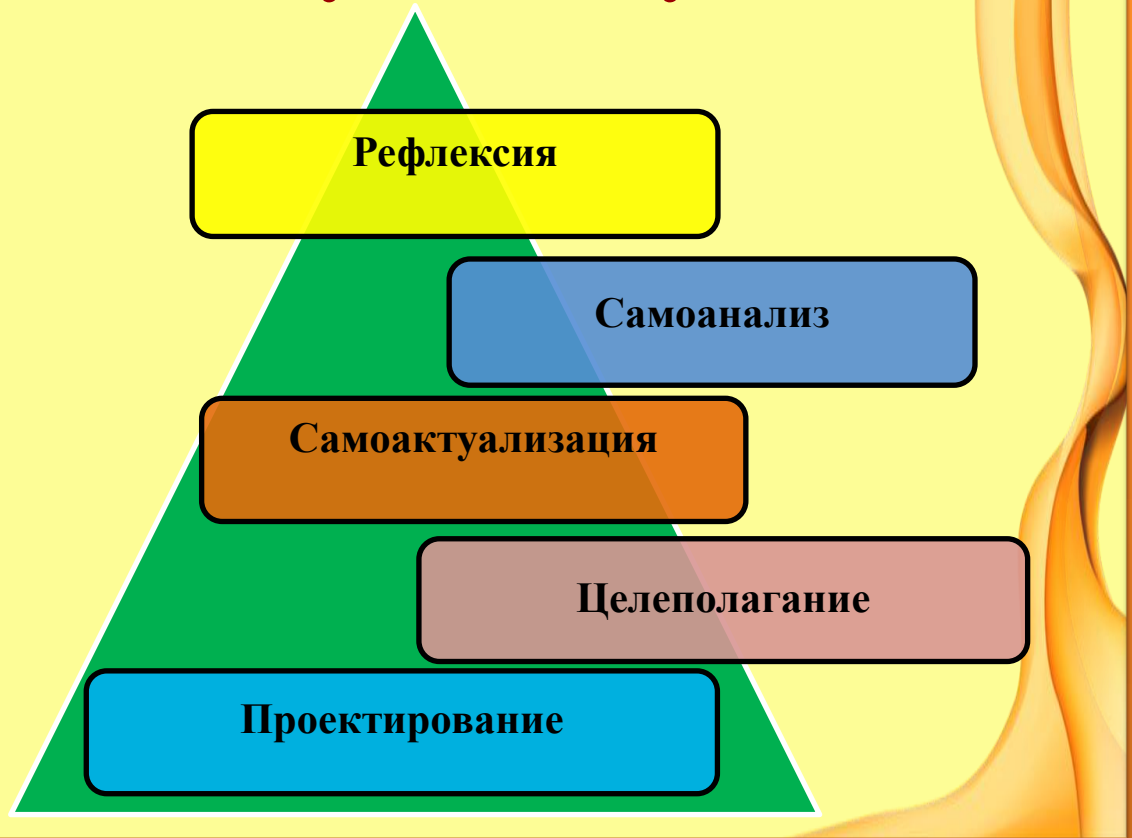 Рефлексия
Самоанализ
Самоактуализация
Целеполагание
Проектирование